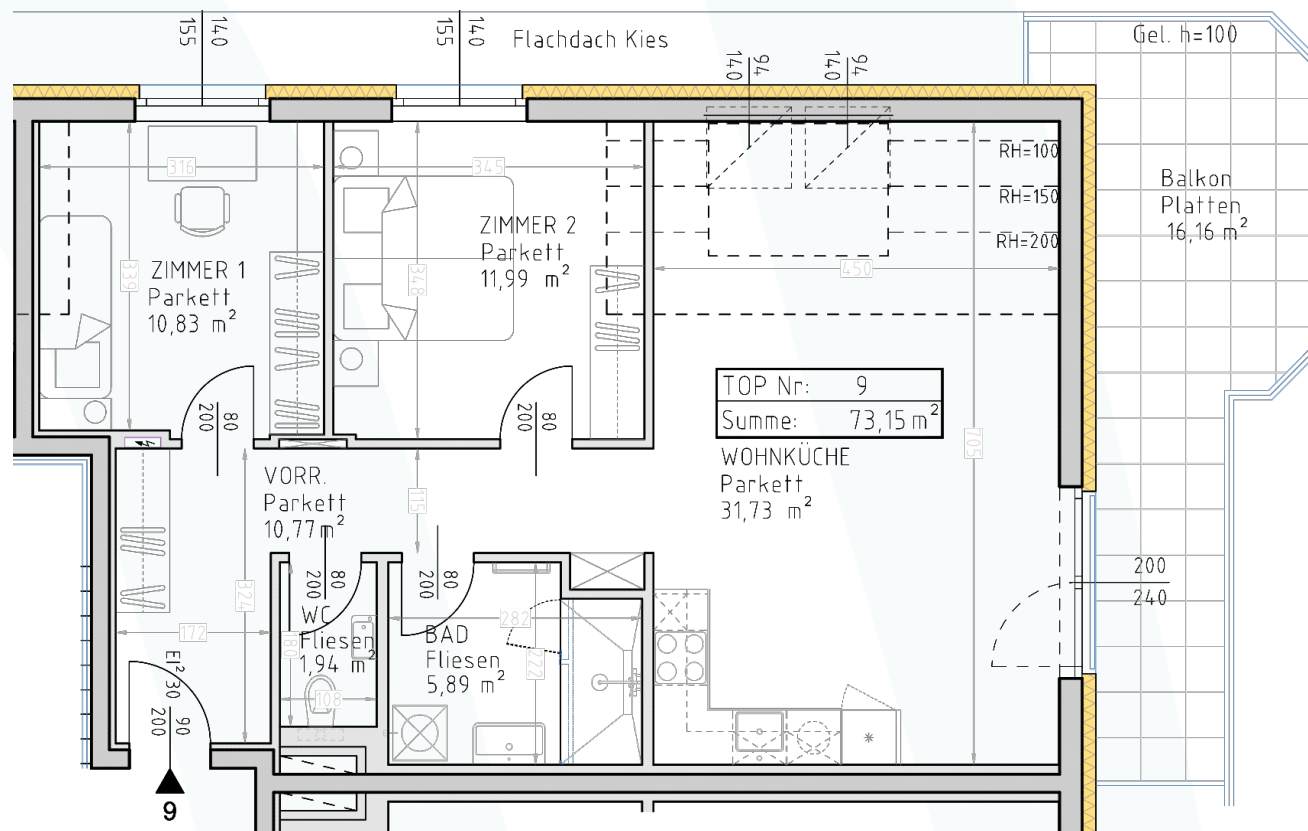 140
155
140
155
Flachdach Kies
94
140
94
140
Gel. h=100
316
345
RH=100
RH=150
RH=200
Balkon
Platten
16,16 m²
ZIMMER 1
Parkett
10,83 m²
339
ZIMMER 2
Parkett
11,99 m²
348
450
TOP Nr: 9
Summe: 73,15 m²
WOHNKÜCHE
Parkett
31,73 m²
705
80
200
80
200
VORR.
Parkett
10,77 m²
115
324
172
80
200
WC
Fliesen
1,94 m²
180
108
80
200
BAD
Fliesen
5,89 m²
282
222
200
240
EI²30
90
200
9